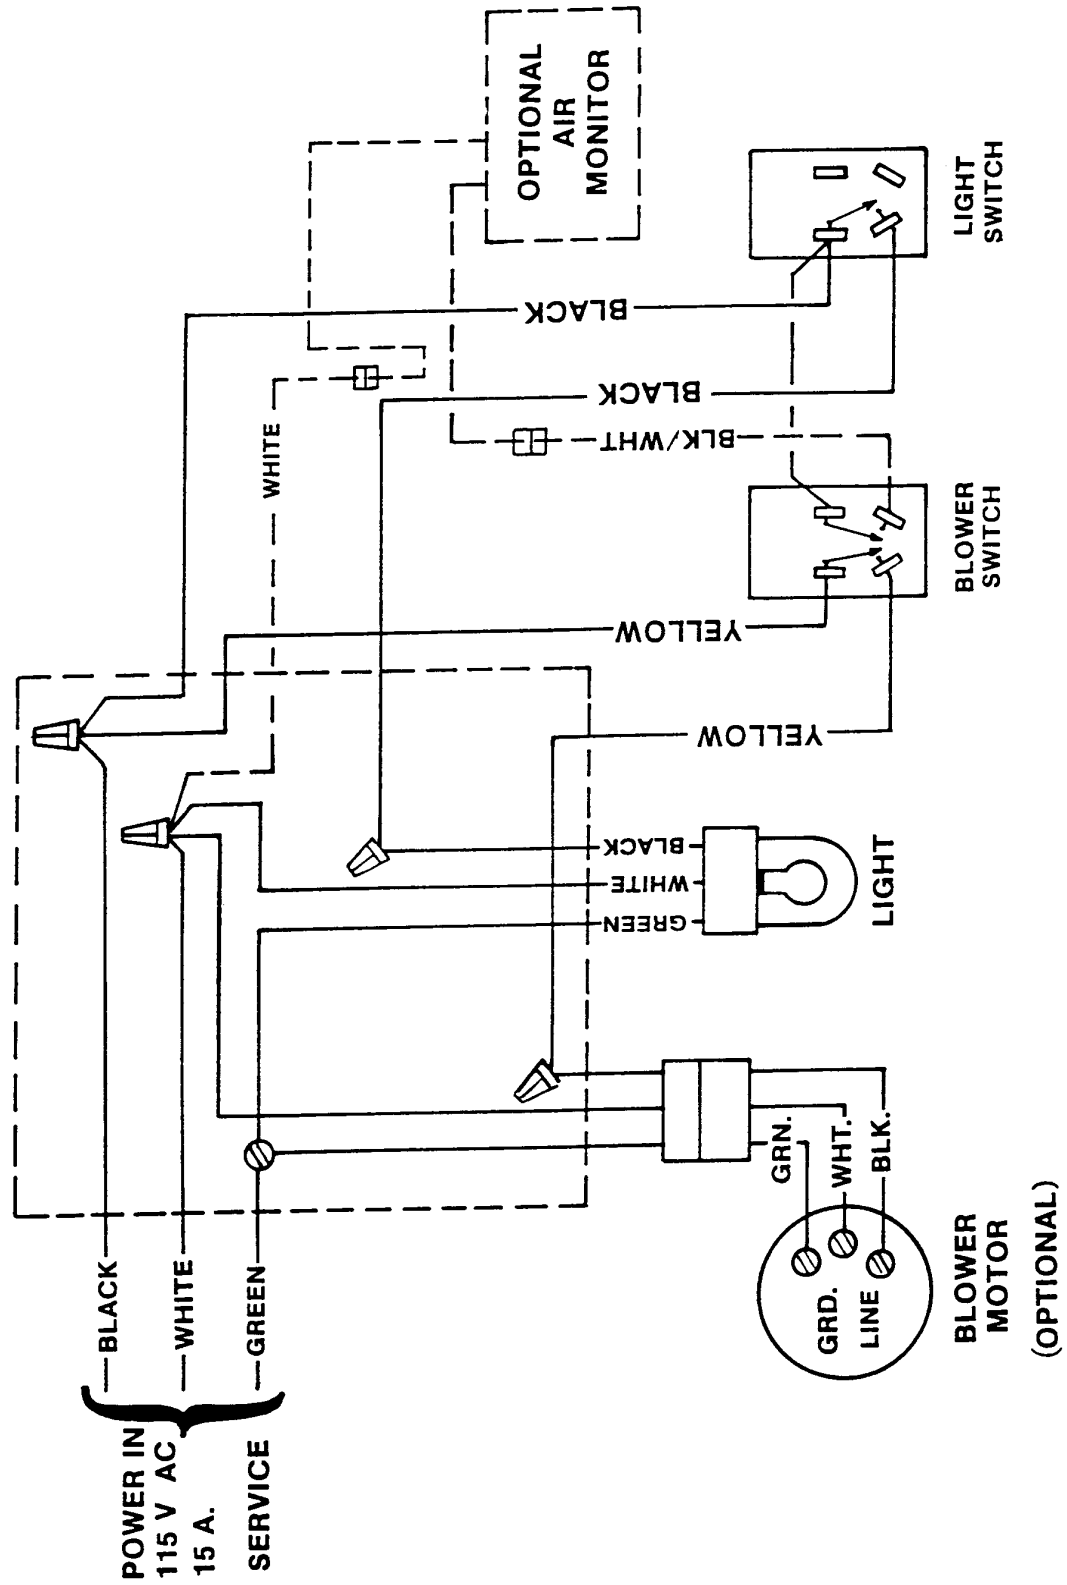 POWER IN
115 V AC
15 A.
SERVICE
BLACK
WHITE
GREEN
WHITE
OPTIONAL
AIR
MONITOR
BLACK
BLACK
BLK/WHT
YELLOW
YELLOW
BLACK
WHITE
GREEN
LIGHT
SWITCH
BLOWER
SWITCH
LIGHT
GRN.
WHT.
BLK.
GRD.
LINE
BLOWER
MOTOR
(OPTIONAL)